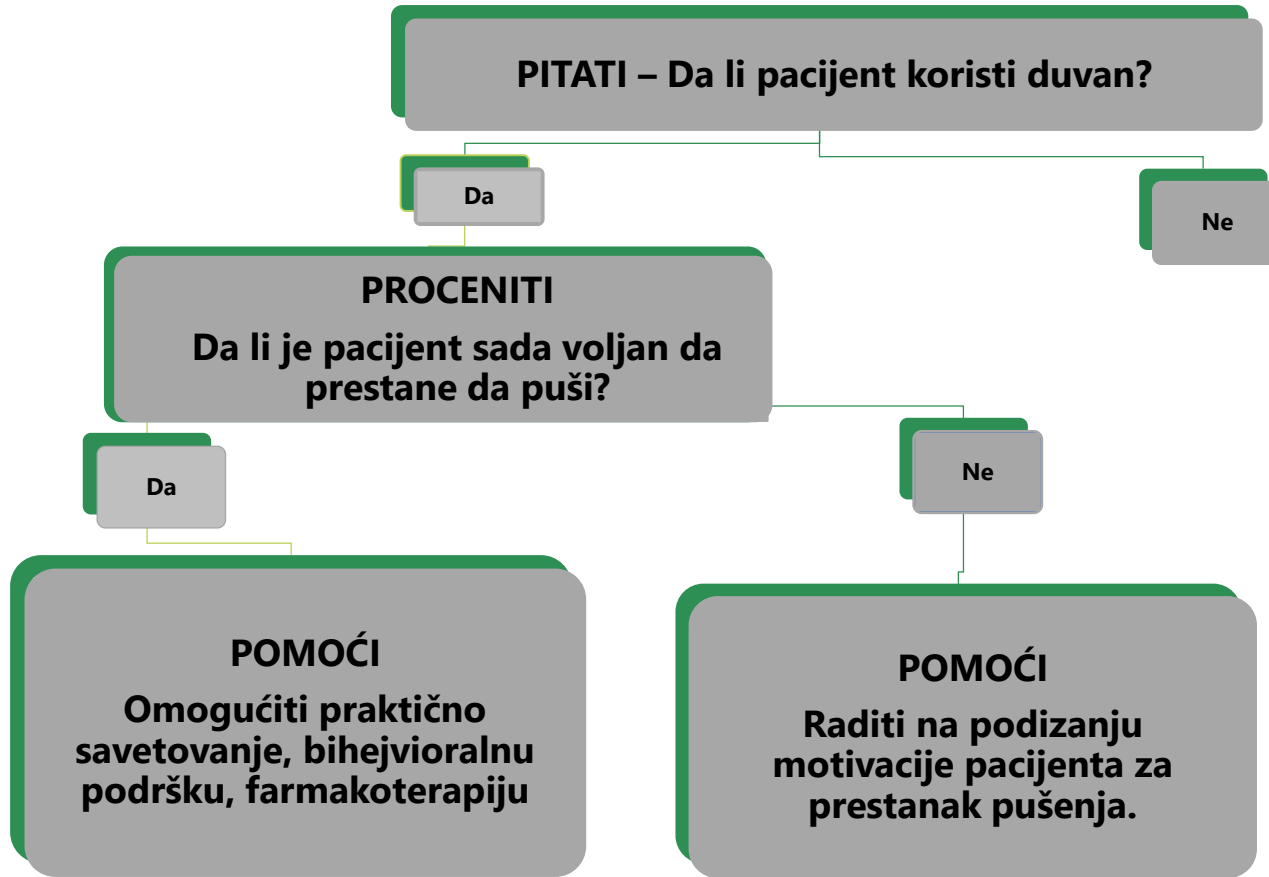 PITATI – Da li pacijent koristi duvan?
Da
Ne
PROCENITI
Da li je pacijent sada voljan da
prestane da puši?
Da
Ne
POMOĆI
Omogućiti praktično
savetovanje, bihejvioralnu
podršku, farmakoterapiju
POMOĆI
Raditi na podizanju
motivacije pacijenta za
prestanak pušenja.